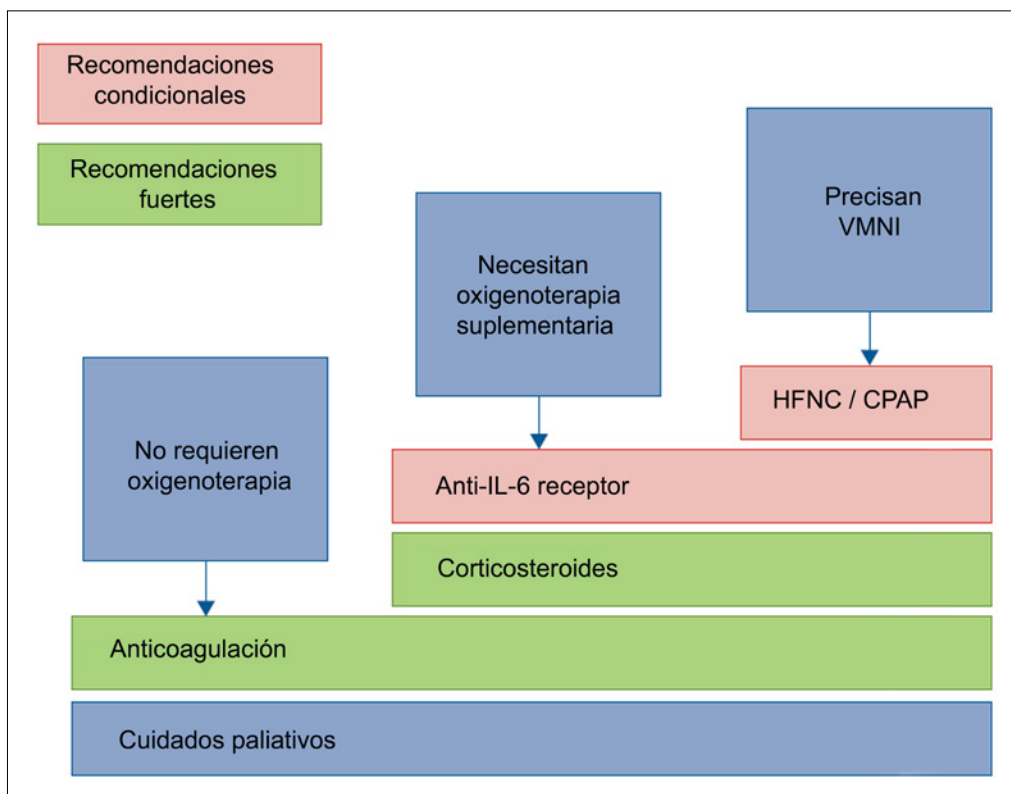 Recomendaciones
condicionales
Recomendaciones
fuertes
Precisan
VMNI
Necesitan
oxigenoterapia
suplementaria
No requieren
oxigenoterapia
HFNC / CPAP
Anti-IL-6 receptor
Corticosteroides
Anticoagulación
Cuidados paliativos